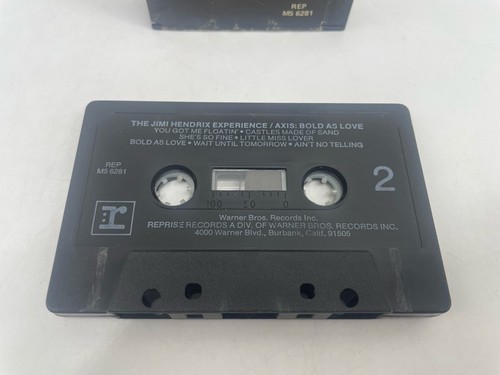 REP
M5 6281
THE JIMI HENDRIX EXPERIENCE / AXIS: BOLD AS LOVE
YOU GOT ME FLOATIN' • CASTLES MADE OF SAND
SHE'S SO FINE • LITTLE MISS LOVER
BOLD AS LOVE • WAIT UNTIL TOMORROW • AIN'T NO TELLING
REP
M5 6281
2
100 50 0
r
Warner Bros. Records Inc.
REPRISE RECORDS A DIV. OF WARNER BROS. RECORDS INC.
4000 Warner Blvd., Burbank, Calif. 91505